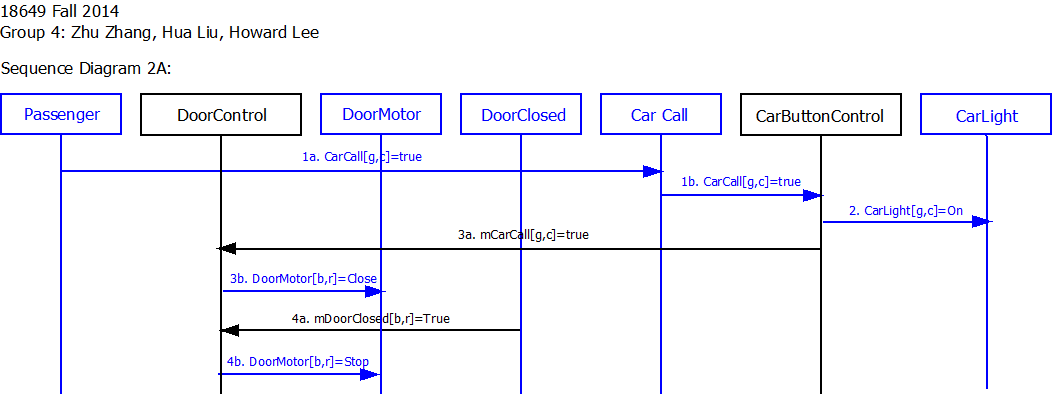 18649 Fall 2014
Group 4: Zhu Zhang, Hua Liu, Howard Lee
Sequence Diagram 2A:
Passenger
DoorControl
DoorMotor
DoorClosed
Car Call
CarButtonControl
CarLight
1a. CarCall[g,c]=true
1b. CarCall[g,c]=true
2. CarLight[g,c]=On
3a. mCarCall[g,c]=true
3b. DoorMotor[b,r]=Close
4a. mDoorClosed[b,r]=True
4b. DoorMotor[b,r]=Stop